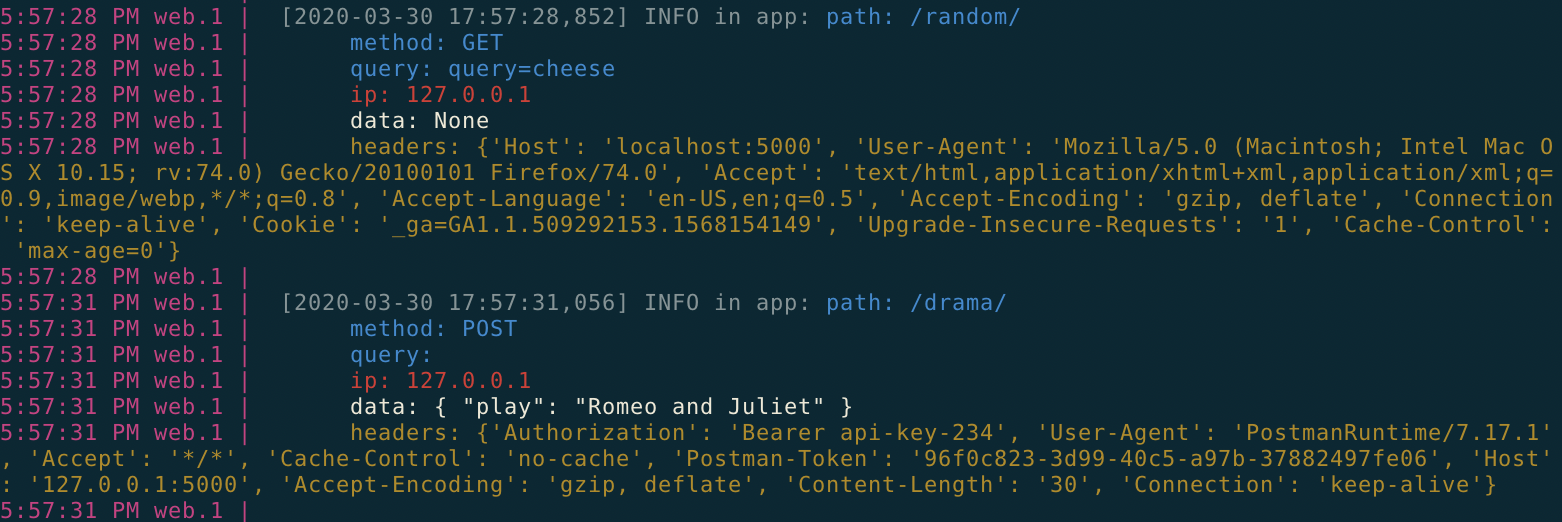 5:57:28 PM web.1 |  [2020-03-30 17:57:28,852] INFO in app: path: /random/
5:57:28 PM web.1 |       method: GET
5:57:28 PM web.1 |       query: query=cheese
5:57:28 PM web.1 |       ip: 127.0.0.1
5:57:28 PM web.1 |       data: None
5:57:28 PM web.1 |       headers: {'Host': 'localhost:5000', 'User-Agent': 'Mozilla/5.0 (Macintosh; Intel Mac O
S X 10.15; rv:74.0) Gecko/20100101 Firefox/74.0', 'Accept': 'text/html,application/xhtml+xml,application/xml;q=
0.9,image/webp,*/*;q=0.8', 'Accept-Language': 'en-US,en;q=0.5', 'Accept-Encoding': 'gzip, deflate', 'Connection
': 'keep-alive', 'Cookie': '_ga=GA1.1.509292153.1568154149', 'Upgrade-Insecure-Requests': '1', 'Cache-Control':
 'max-age=0'}
5:57:28 PM web.1 |
5:57:31 PM web.1 |  [2020-03-30 17:57:31,056] INFO in app: path: /drama/
5:57:31 PM web.1 |       method: POST
5:57:31 PM web.1 |       query:
5:57:31 PM web.1 |       ip: 127.0.0.1
5:57:31 PM web.1 |       data: { "play": "Romeo and Juliet" }
5:57:31 PM web.1 |       headers: {'Authorization': 'Bearer api-key-234', 'User-Agent': 'PostmanRuntime/7.17.1'
, 'Accept': '*/*', 'Cache-Control': 'no-cache', 'Postman-Token': '96f0c823-3d99-40c5-a97b-37882497fe06', 'Host'
: '127.0.0.1:5000', 'Accept-Encoding': 'gzip, deflate', 'Content-Length': '30', 'Connection': 'keep-alive'}
5:57:31 PM web.1 |